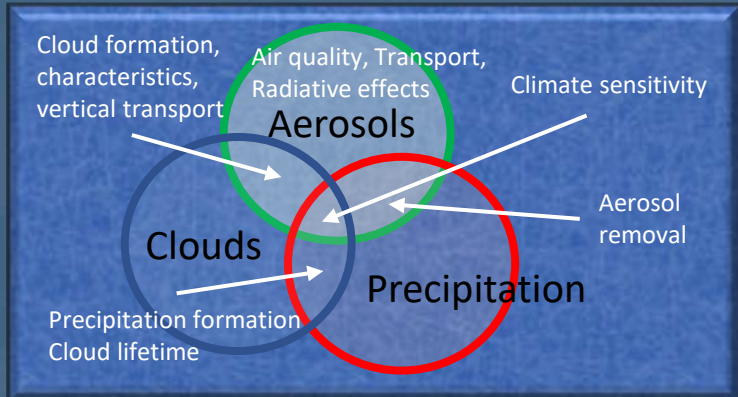 Cloud formation,
characteristics,
vertical transport
Air quality, Transport,
Radiative effects
Aerosols
Climate sensitivity
Aerosol
removal
Clouds
Precipitation
Precipitation formation
Cloud lifetime